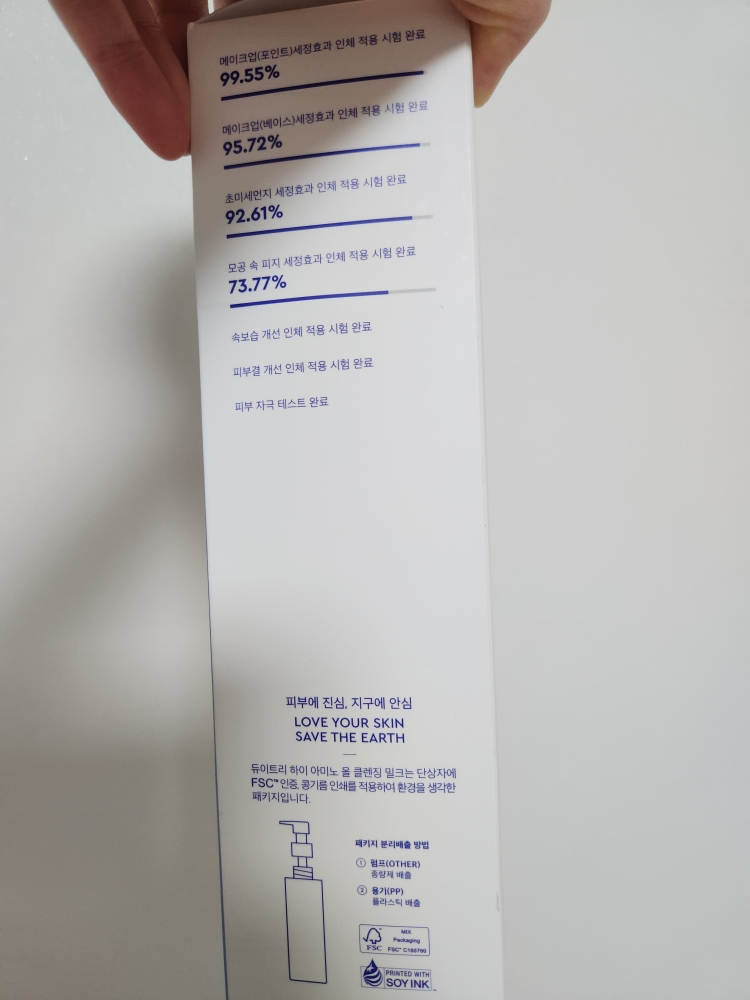 메이크업(포인트)세정효과 인체 적용 시험 완료
99.55%
메이크업(베이스)세정효과 인체 적용 시험 완료
95.72%
초미세먼지 세정효과 인체 적용 시험 완료
92.61%
모공 속 피지 세정효과 인체 적용 시험 완료
73.77%
속보습 개선 인체 적용 시험 완료
피부결 개선 인체 적용 시험 완료
피부 자극 테스트 완료
피부에 진심, 지구에 안심
LOVE YOUR SKIN
SAVE THE EARTH
듀이트리 하이 아미노 올 클렌징 밀크는 단상자에
FSC™ 인증, 콩기름 인쇄를 적용하여 환경을 생각한
패키지입니다.
패키지 분리배출 방법
① 펌프(OTHER)
종량제 배출
② 용기(PP)
플라스틱 배출
FSC
MIX
Packaging
FSC™
PRINTED WITH
SOY INK